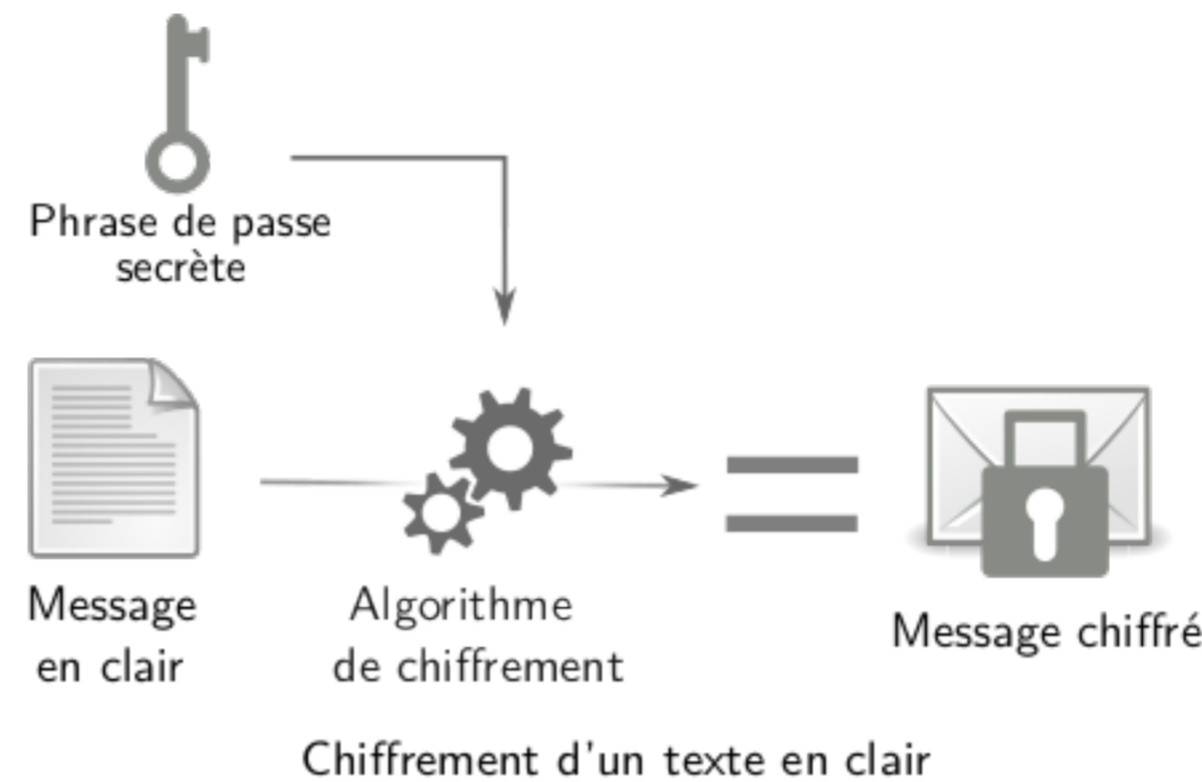 Phrase de passe
secrète
Message
en clair
Algorithme
de chiffrement
Message chiffré
Chiffrement d'un texte en clair